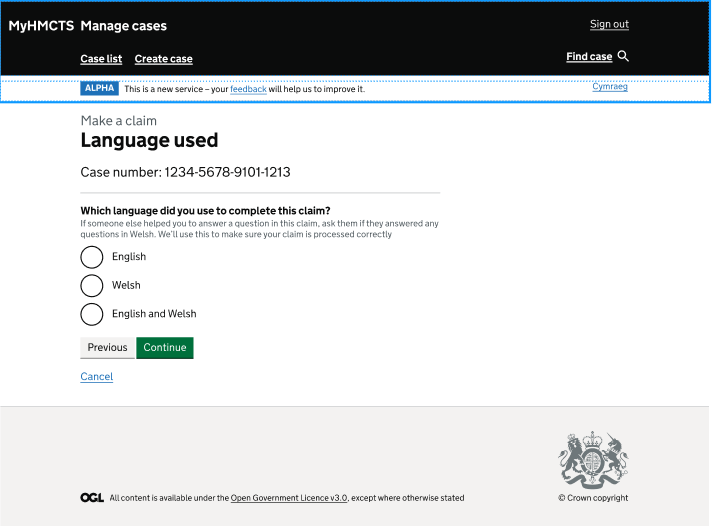 MyHMCTS Manage cases
Sign out
Case list Create case
Find case
ALPHA This is a new service – your feedback will help us to improve it.
Cymraeg
Make a claim
Language used
Case number: 1234-5678-9101-1213
Which language did you use to complete this claim?
If someone else helped you to answer a question in this claim, ask them if they answered any
questions in Welsh. We'll use this to make sure your claim is processed correctly
English
Welsh
English and Welsh
Previous Continue
Cancel
OGL All content is available under the Open Government Licence v3.0, except where otherwise stated
© Crown copyright